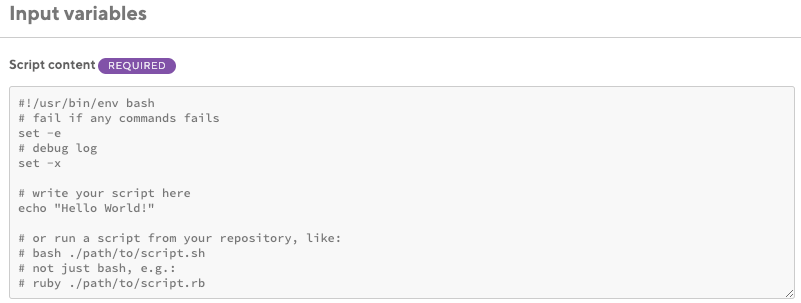 Input variables
Script content REQUIRED
#!/usr/bin/env bash
# fail if any commands fails
set -e
# debug log
set -x
# write your script here
echo "Hello World!"
# or run a script from your repository, like:
# bash ./path/to/script.sh
# not just bash, e.g.:
# ruby ./path/to/script.rb